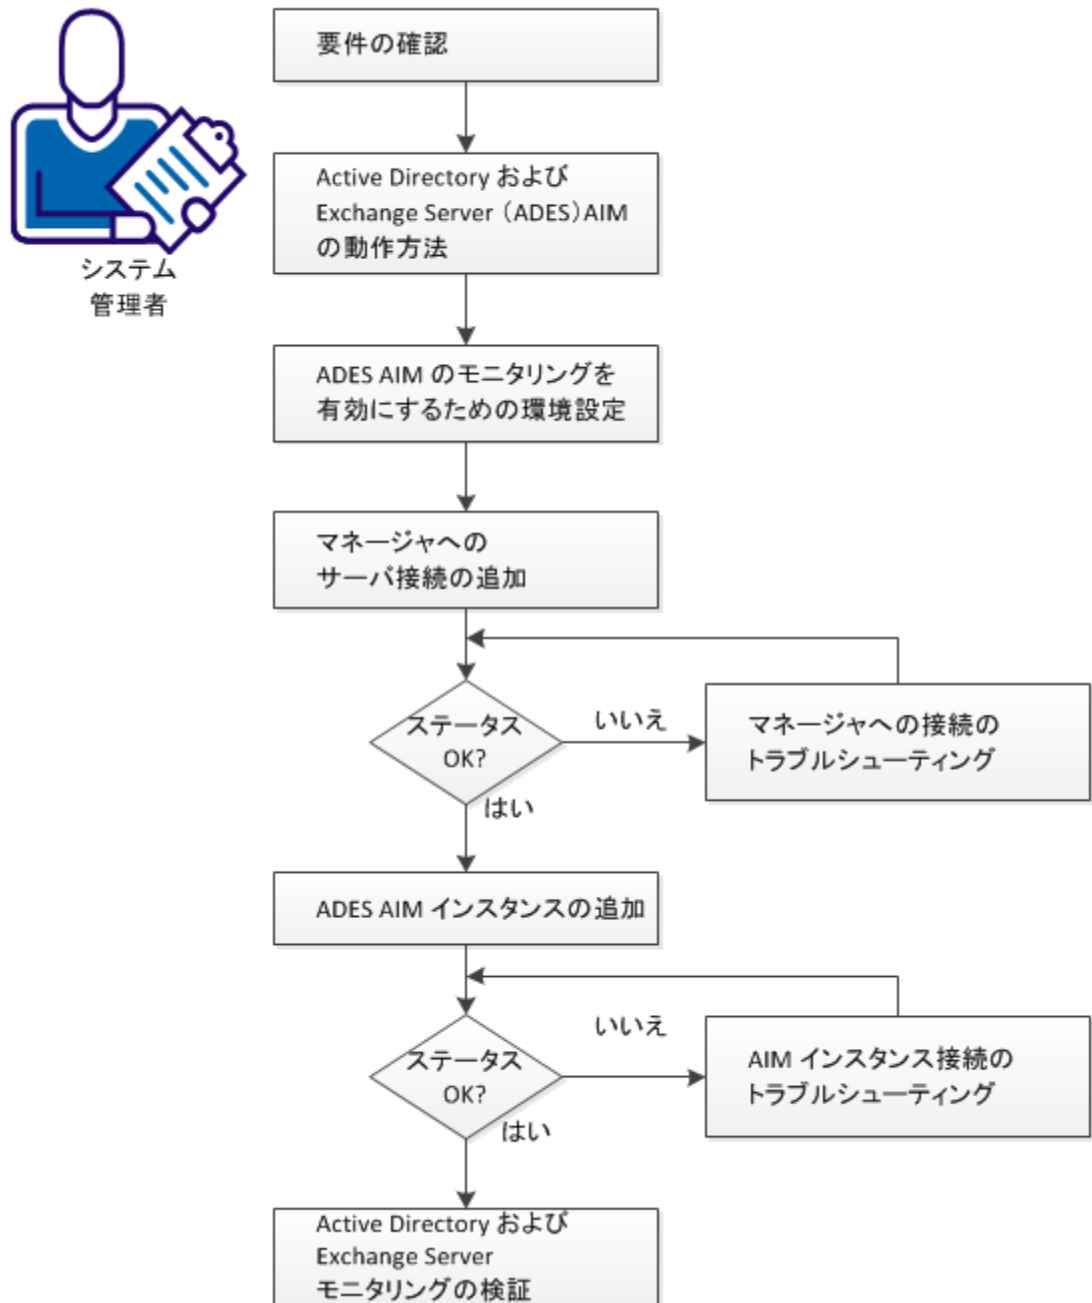 要件の確認
システム
管理者
Active Directory および
Exchange Server (ADES)AIM
の動作方法
ADES AIM のモニタリングを
有効にするための環境設定
マネージャへの
サーバ接続の追加
ステータス
OK?
いいえ
マネージャへの接続の
トラブルシューティング
はい
ADES AIM インスタンスの追加
ステータス
OK?
いいえ
AIM インスタンス接続の
トラブルシューティング
はい
Active Directory および
Exchange Server
モニタリングの検証